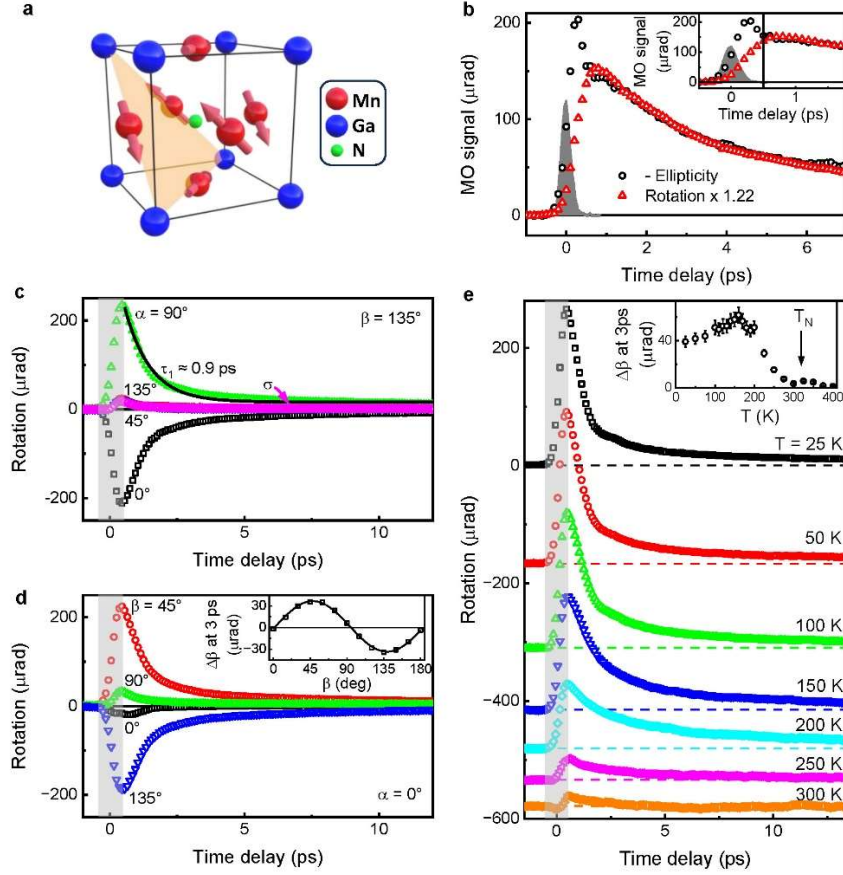 a
Mn
Ga
N
b
MO signal (µrad)
200
150
100
50
0
0
2
4
6
Time delay (ps)
- Ellipticity
Rotation x 1.22
MO signal
(µrad)
200
100
0
0
1
Time delay (ps)
c
Rotation (µrad)
200
0
-200
α = 90°
β = 135°
τ1 ≈ 0.9 ps
σ
135°
45°
0°
0
5
10
Time delay (ps)
d
Rotation (µrad)
200
0
-200
β = 45°
90°
0°
135°
α = 0°
Δβ at 3 ps
(µrad)
30
0
-30
0
45
90
135
180
β (deg)
0
5
10
Time delay (ps)
e
Rotation (µrad)
200
0
-200
-400
-600
Δβ at 3ps
(µrad)
40
0
TN
0
100
200
300
400
T (K)
T = 25 K
50 K
100 K
150 K
200 K
250 K
300 K
0
5
10
Time delay (ps)